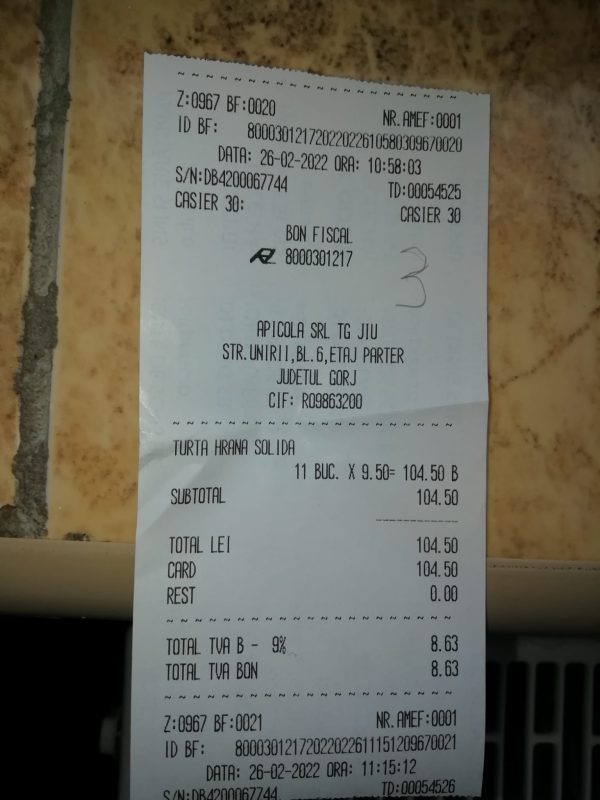 Z:0967 BF:0020 NR.AMEF:0001
ID BF: 80003012172022022610580309670020
DATA: 26-02-2022 ORA: 10:58:03
S/N:DB4200067744 TD:00054525
CASIER 30: CASIER 30
BON FISCAL
8000301217
3
APICOLA SRL TG JIU
STR.UNIRII,BL.6,ETAJ PARTER
JUDETUL GORJ
CIF: RO9863200
TURTA HRANA SOLIDA
11 BUC. X 9.50= 104.50 B
SUBTOTAL 104.50
TOTAL LEI 104.50
CARD 104.50
REST 0.00
TOTAL TVA B - 9% 8.63
TOTAL TVA BON 8.63
Z:0967 BF:0021 NR.AMEF:0001
ID BF: 80003012172022022611151209670021
DATA: 26-02-2022 ORA: 11:15:12
S/N:DB4200067744 TD:00054526